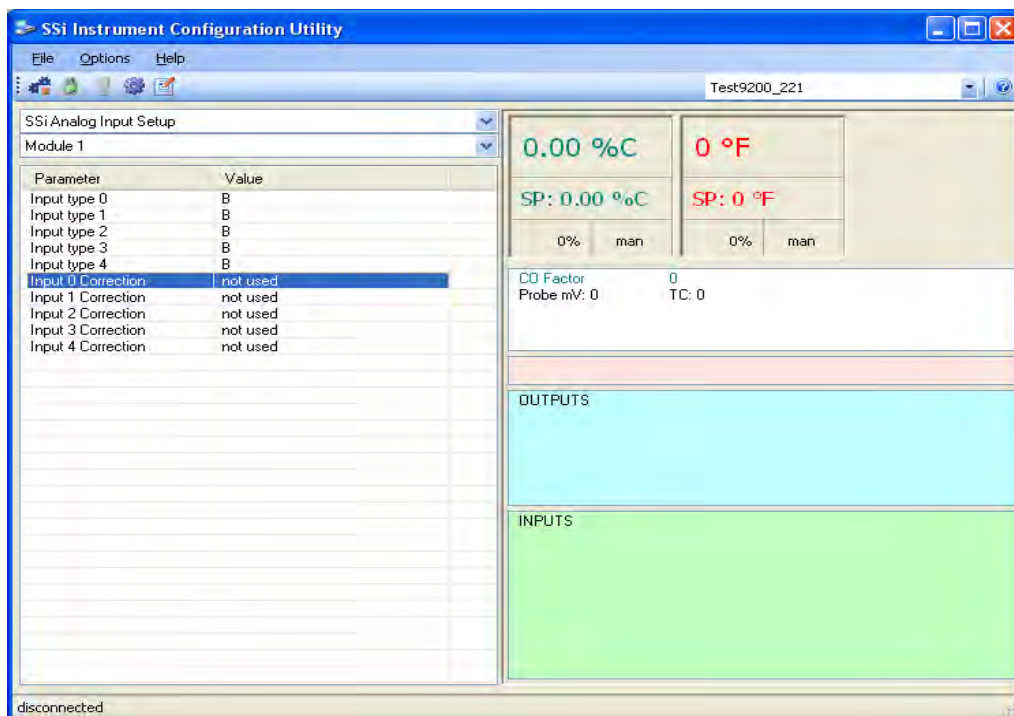 SSi Instrument Configuration Utility
File Options Help
Test9200_221
SSi Analog Input Setup
Module 1
Parameter Value
Input type 0 B
Input type 1 B
Input type 2 B
Input type 3 B
Input type 4 B
Input 0 Correction not used
Input 1 Correction not used
Input 2 Correction not used
Input 3 Correction not used
Input 4 Correction not used
0.00 %C
SP: 0.00 %C
0% man
0 °F
SP: 0 °F
0% man
CO Factor 0
Probe mV: 0 TC: 0
OUTPUTS
INPUTS
disconnected